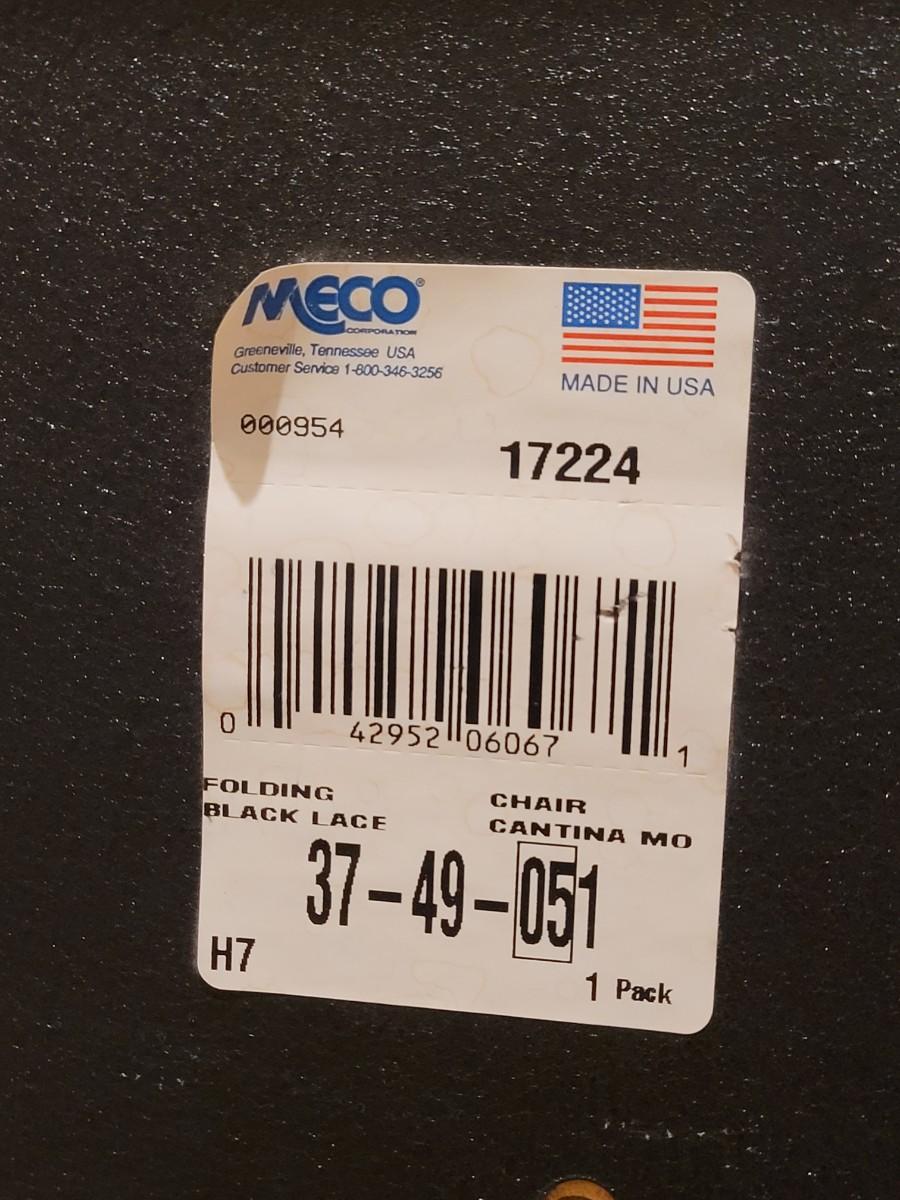 MECO®
CORPORATION
Greeneville, Tennessee USA
Customer Service 1-800-346-3256
MADE IN USA
000954
17224
0 42952 06067 1
FOLDING CHAIR
BLACK LACE CANTINA MO
37-49-051
H7
1 Pack